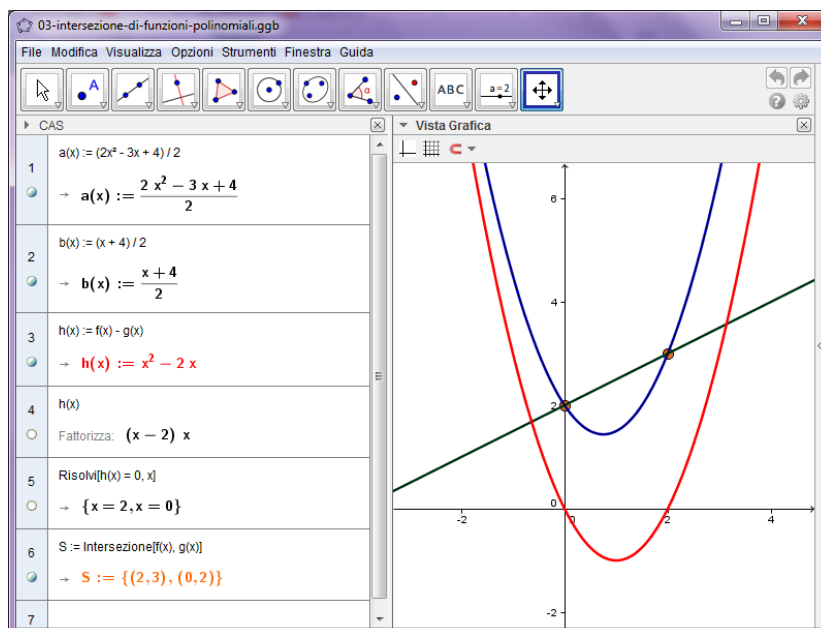 03-intersezione-di-funzioni-polinomiali.ggb
File Modifica Visualizza Opzioni Strumenti Finestra Guida
A α ABC a=2
CAS
1
a(x) := (2x² - 3x + 4) / 2
→ a(x) := (2 x² − 3 x + 4) / 2
2
b(x) := (x + 4) / 2
→ b(x) := (x + 4) / 2
3
h(x) := f(x) - g(x)
→ h(x) := x² − 2 x
4
h(x)
Fattorizza: (x − 2) x
5
Risolvi[h(x) = 0, x]
→ {x = 2, x = 0}
6
S := Intersezione[f(x), g(x)]
→ S := {(2, 3), (0, 2)}
7
Vista Grafica
6
4
2
0
-2 0 2 4
-2